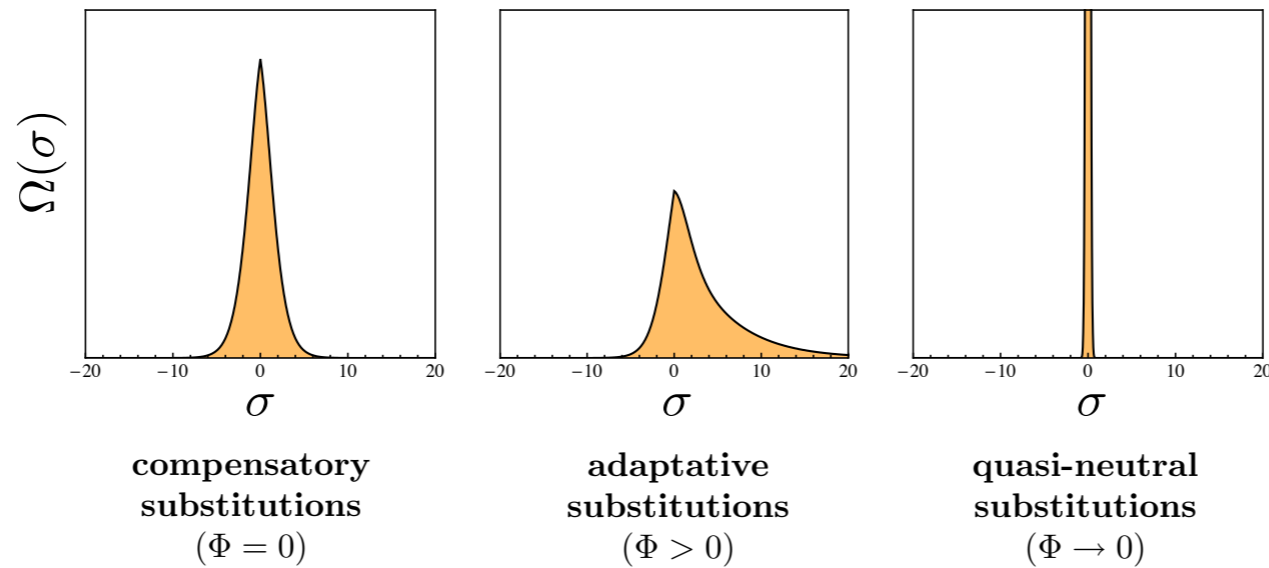 Ω(σ)
−20 −10 0 10 20
−20 −10 0 10 20
−20 −10 0 10 20
σ
σ
σ
compensatory
substitutions
(Φ = 0)
adaptative
substitutions
(Φ > 0)
quasi-neutral
substitutions
(Φ → 0)